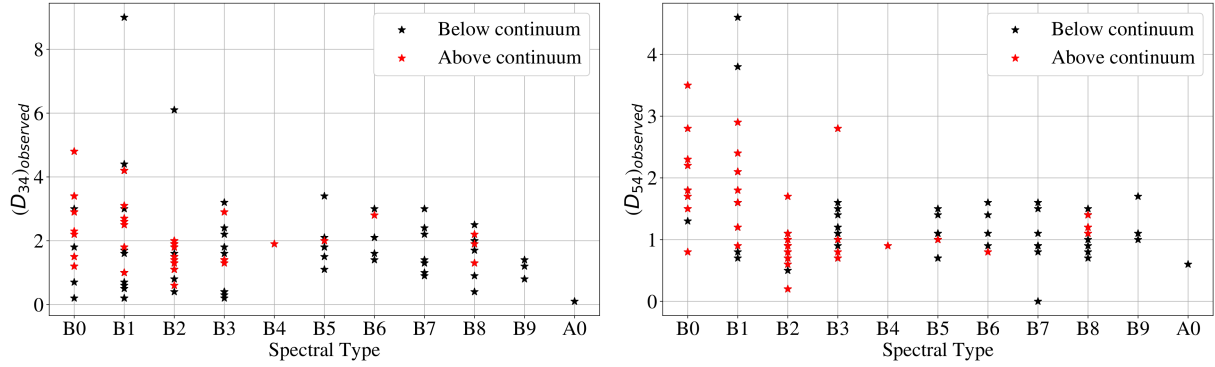 (D34)observed
8
6
4
2
0
Below continuum
Above continuum
B0 B1 B2 B3 B4 B5 B6 B7 B8 B9 A0
Spectral Type
(D54)observed
4
3
2
1
0
Below continuum
Above continuum
B0 B1 B2 B3 B4 B5 B6 B7 B8 B9 A0
Spectral Type